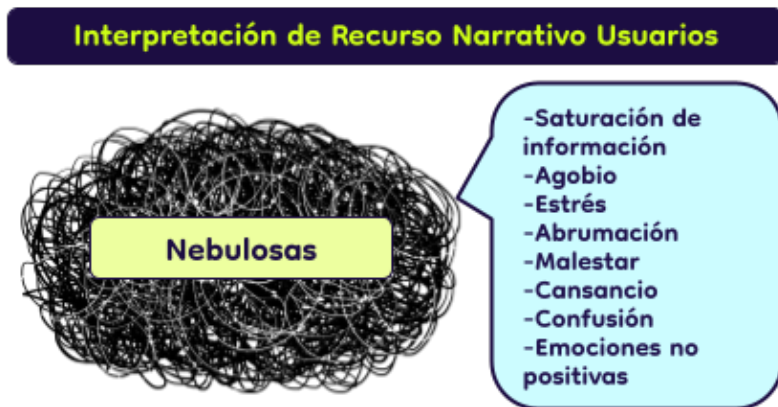 Interpretación de Recurso Narrativo Usuarios
Nebulosas
-Saturación de
información
-Agobio
-Estrés
-Abrumación
-Malestar
-Cansancio
-Confusión
-Emociones no
positivas